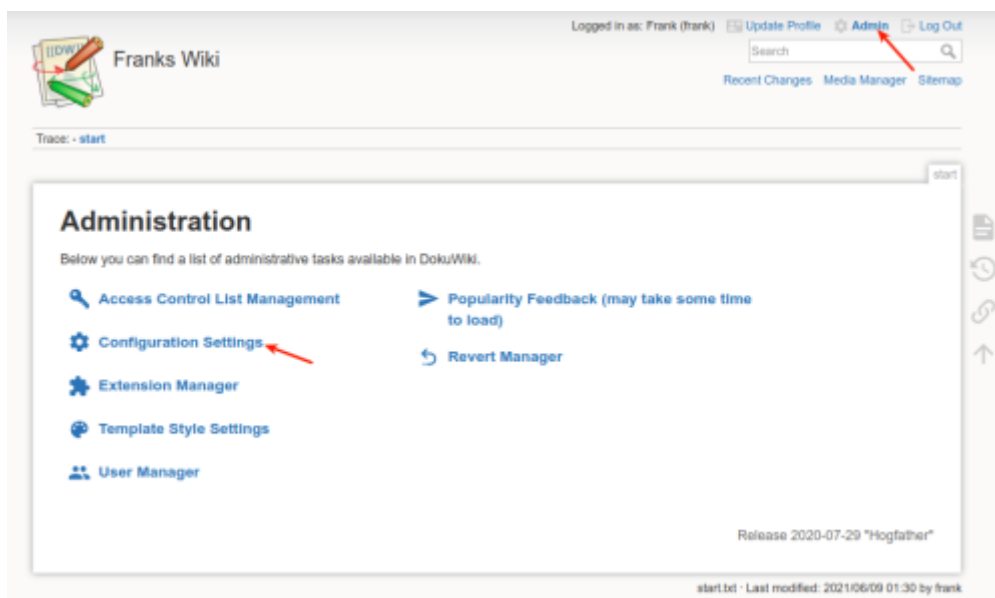 Logged in as: Frank (frank) Update Profile Admin Log Out
[[DW]]
Franks Wiki
Search
Recent Changes Media Manager Sitemap
Trace: • start
start
Administration
Below you can find a list of administrative tasks available in DokuWiki.
Access Control List Management
Configuration Settings
Extension Manager
Template Style Settings
User Manager
Popularity Feedback (may take some time
to load)
Revert Manager
Release 2020-07-29 "Hogfather"
start.txt · Last modified: 2021/06/09 01:30 by frank